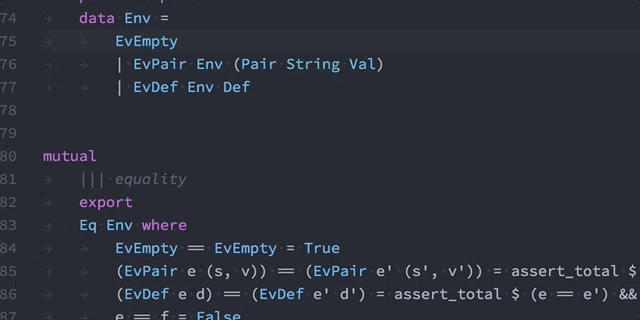 74 data Env =
75 EvEmpty
76 | EvPair Env (Pair String Val)
77 | EvDef Env Def
78
79
80 mutual
81 ||| equality
82 export
83 Eq Env where
84 EvEmpty == EvEmpty = True
85 (EvPair e (s, v)) == (EvPair e' (s', v')) = assert_total $
86 (EvDef e d) == (EvDef e' d') = assert_total $ (e == e') &&
87 e == f = False